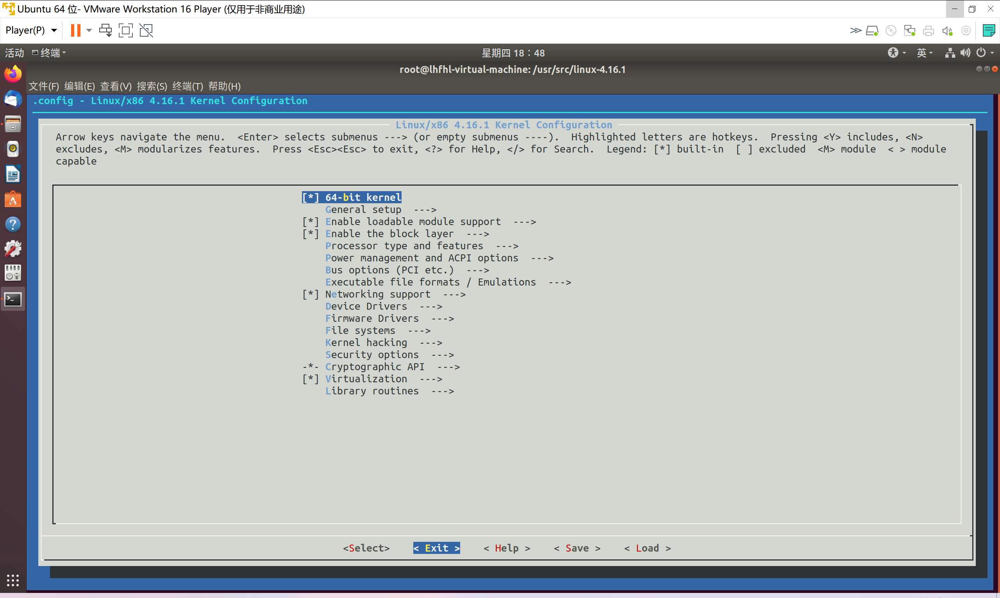 Ubuntu 64 位- VMware Workstation 16 Player (仅用于非商业用途)
Player(P)
活动 终端 星期四 18：48 英
root@lhfhl-virtual-machine: /usr/src/linux-4.16.1
文件(F) 编辑(E) 查看(V) 搜索(S) 终端(T) 帮助(H)
.config - Linux/x86 4.16.1 Kernel Configuration
Linux/x86 4.16.1 Kernel Configuration
Arrow keys navigate the menu.  <Enter> selects submenus ---> (or empty submenus ----).  Highlighted letters are hotkeys.  Pressing <Y> includes, <N>
excludes, <M> modularizes features.  Press <Esc><Esc> to exit, <?> for Help, </> for Search.  Legend: [*] built-in  [ ] excluded  <M> module  < > module
capable
[*] 64-bit kernel
General setup  --->
[*] Enable loadable module support  --->
[*] Enable the block layer  --->
Processor type and features  --->
Power management and ACPI options  --->
Bus options (PCI etc.)  --->
Executable file formats / Emulations  --->
[*] Networking support  --->
Device Drivers  --->
Firmware Drivers  --->
File systems  --->
Kernel hacking  --->
Security options  --->
-*- Cryptographic API  --->
[*] Virtualization  --->
Library routines  --->
<Select>    < Exit >    < Help >    < Save >    < Load >